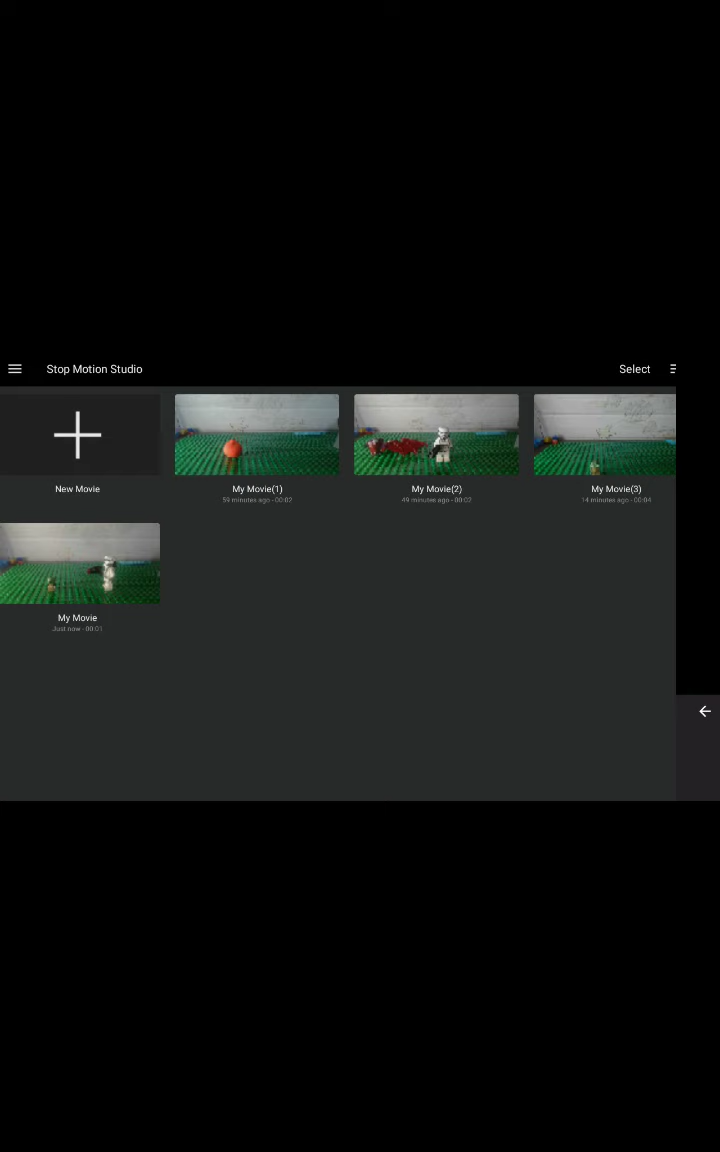 Stop Motion Studio
Select
New Movie
My Movie(1)
59 minutes ago - 00:02
My Movie(2)
49 minutes ago - 00:02
My Movie(3)
14 minutes ago - 00:04
My Movie
Just now - 00:01